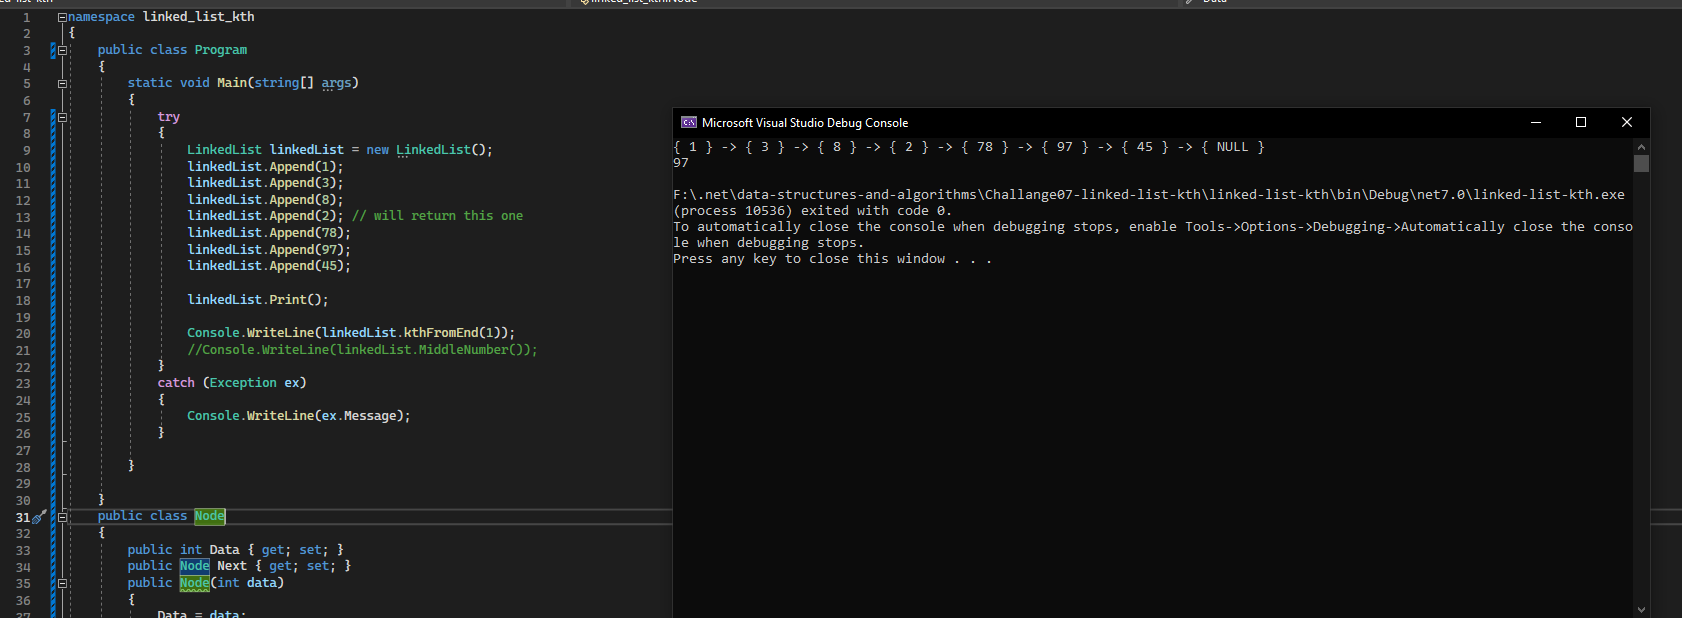 linked_list_kth.Node
Data
1 namespace linked_list_kth
2 {
3 public class Program
4 {
5 static void Main(string[] args)
6 {
7 try
8 {
9 LinkedList linkedList = new LinkedList();
10 linkedList.Append(1);
11 linkedList.Append(3);
12 linkedList.Append(8);
13 linkedList.Append(2); // will return this one
14 linkedList.Append(78);
15 linkedList.Append(97);
16 linkedList.Append(45);
17
18 linkedList.Print();
19
20 Console.WriteLine(linkedList.kthFromEnd(1));
21 //Console.WriteLine(linkedList.MiddleNumber());
22 }
23 catch (Exception ex)
24 {
25 Console.WriteLine(ex.Message);
26 }
27
28 }
29
30 }
31 public class Node
32 {
33 public int Data { get; set; }
34 public Node Next { get; set; }
35 public Node(int data)
36 {
37 Data = data;
Microsoft Visual Studio Debug Console
{ 1 } -> { 3 } -> { 8 } -> { 2 } -> { 78 } -> { 97 } -> { 45 } -> { NULL }
97
F:\.net\data-structures-and-algorithms\Challange07-linked-list-kth\linked-list-kth\bin\Debug\net7.0\linked-list-kth.exe
(process 10536) exited with code 0.
To automatically close the console when debugging stops, enable Tools->Options->Debugging->Automatically close the conso
le when debugging stops.
Press any key to close this window . . .